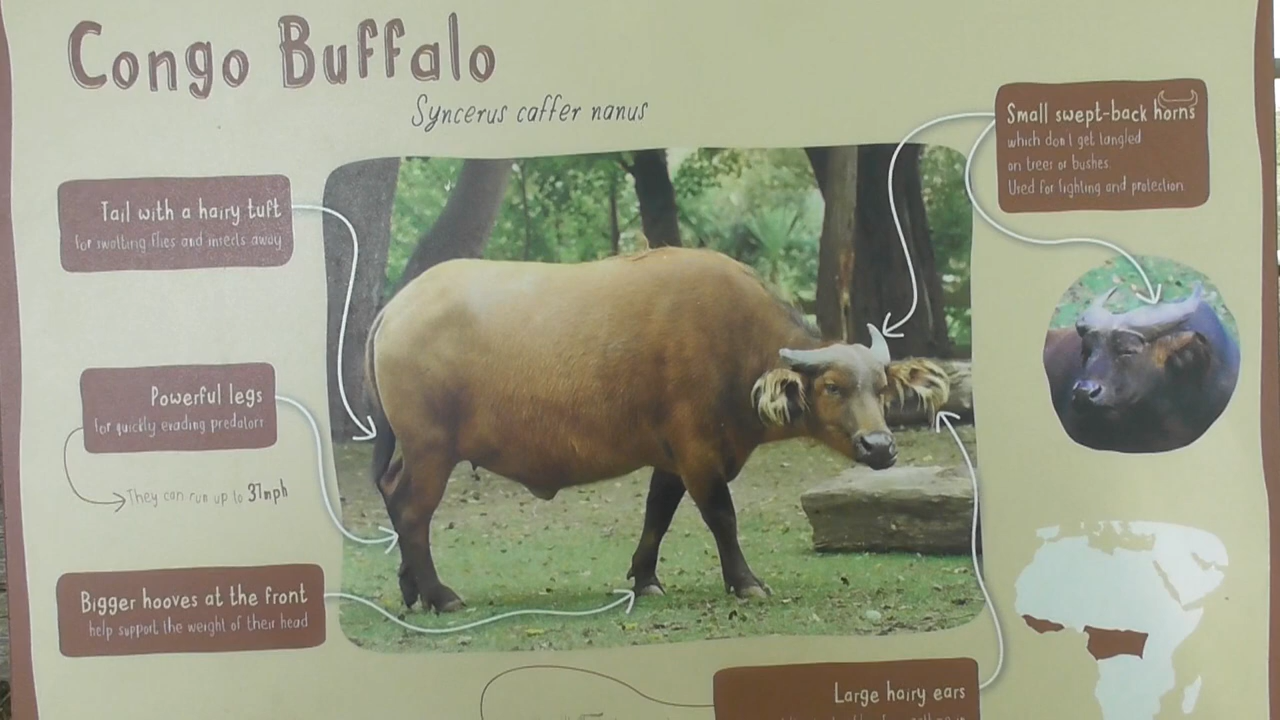 Congo Buffalo
Syncerus caffer nanus
Small swept-back horns
which don't get tangled
on trees or bushes.
Used for fighting and protection.
Tail with a hairy tuft
for swatting flies and insects away
Powerful legs
for quickly evading predators
They can run up to 37mph
Bigger hooves at the front
help support the weight of their head
Large hairy ears